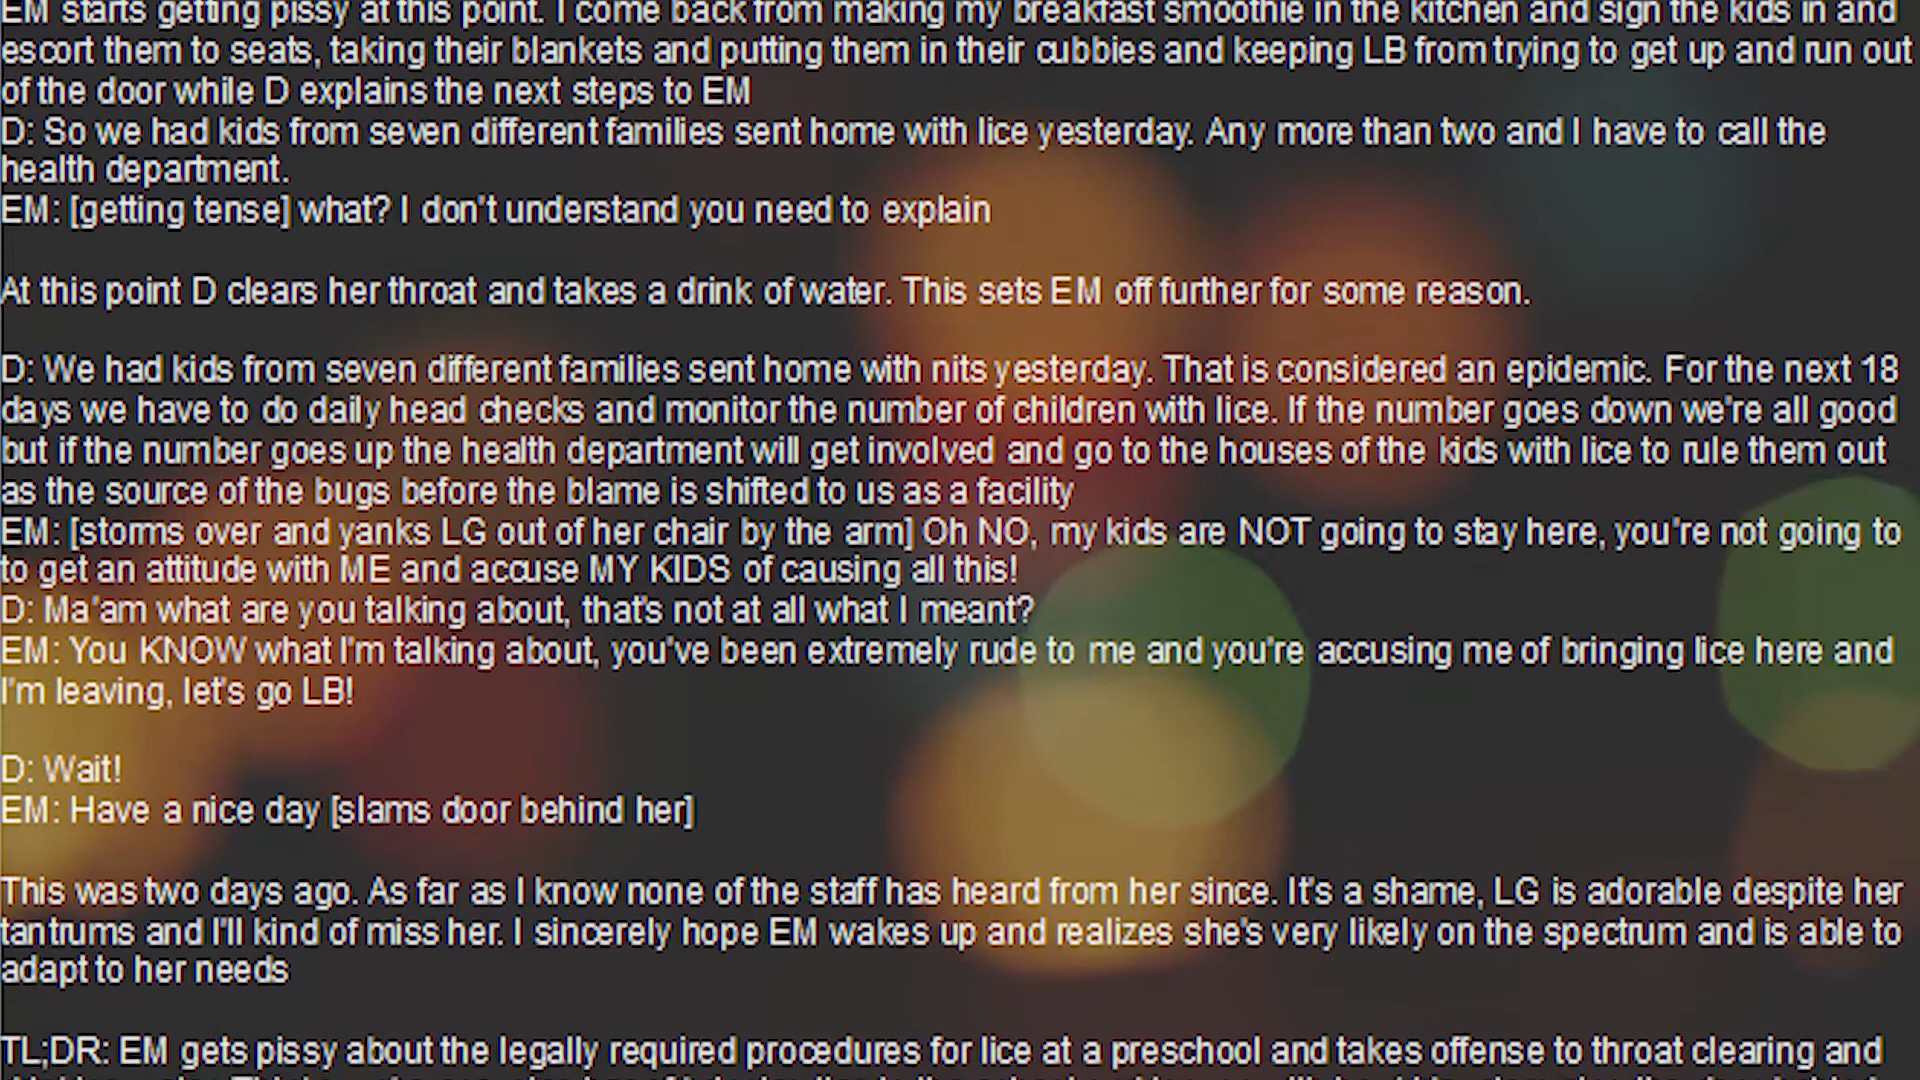 EM starts getting pissy at this point. I come back from making my breakfast smoothie in the kitchen and sign the kids in and
escort them to seats, taking their blankets and putting them in their cubbies and keeping LB from trying to get up and run out
of the door while D explains the next steps to EM
D: So we had kids from seven different families sent home with lice yesterday. Any more than two and I have to call the
health department.
EM: [getting tense] what? I don't understand you need to explain
At this point D clears her throat and takes a drink of water. This sets EM off further for some reason.
D: We had kids from seven different families sent home with nits yesterday. That is considered an epidemic. For the next 18
days we have to do daily head checks and monitor the number of children with lice. If the number goes down we're all good
but if the number goes up the health department will get involved and go to the houses of the kids with lice to rule them out
as the source of the bugs before the blame is shifted to us as a facility
EM: [storms over and yanks LG out of her chair by the arm] Oh NO, my kids are NOT going to stay here, you're not going to
to get an attitude with ME and accuse MY KIDS of causing all this!
D: Ma'am what are you talking about, that's not at all what I meant?
EM: You KNOW what I'm talking about, you've been extremely rude to me and you're accusing me of bringing lice here and
I'm leaving, let's go LB!
D: Wait!
EM: Have a nice day [slams door behind her]
This was two days ago. As far as I know none of the staff has heard from her since. It's a shame, LG is adorable despite her
tantrums and I'll kind of miss her. I sincerely hope EM wakes up and realizes she's very likely on the spectrum and is able to
adapt to her needs
TL;DR: EM gets pissy about the legally required procedures for lice at a preschool and takes offense to throat clearing and